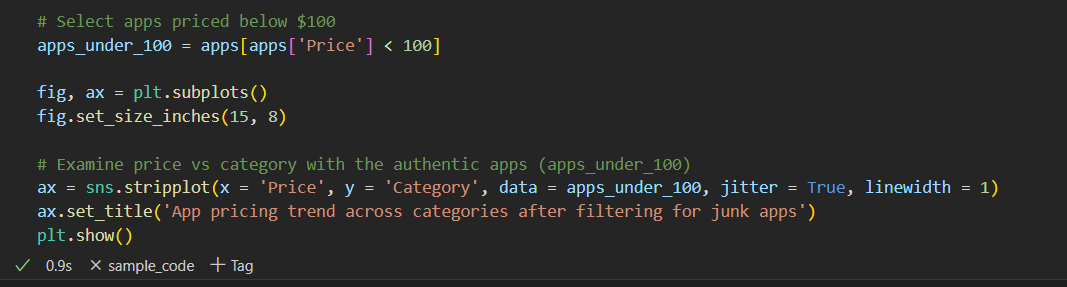 # Select apps priced below $100
apps_under_100 = apps[apps['Price'] < 100]
fig, ax = plt.subplots()
fig.set_size_inches(15, 8)
# Examine price vs category with the authentic apps (apps_under_100)
ax = sns.stripplot(x = 'Price', y = 'Category', data = apps_under_100, jitter = True, linewidth = 1)
ax.set_title('App pricing trend across categories after filtering for junk apps')
plt.show()
0.9s sample_code Tag